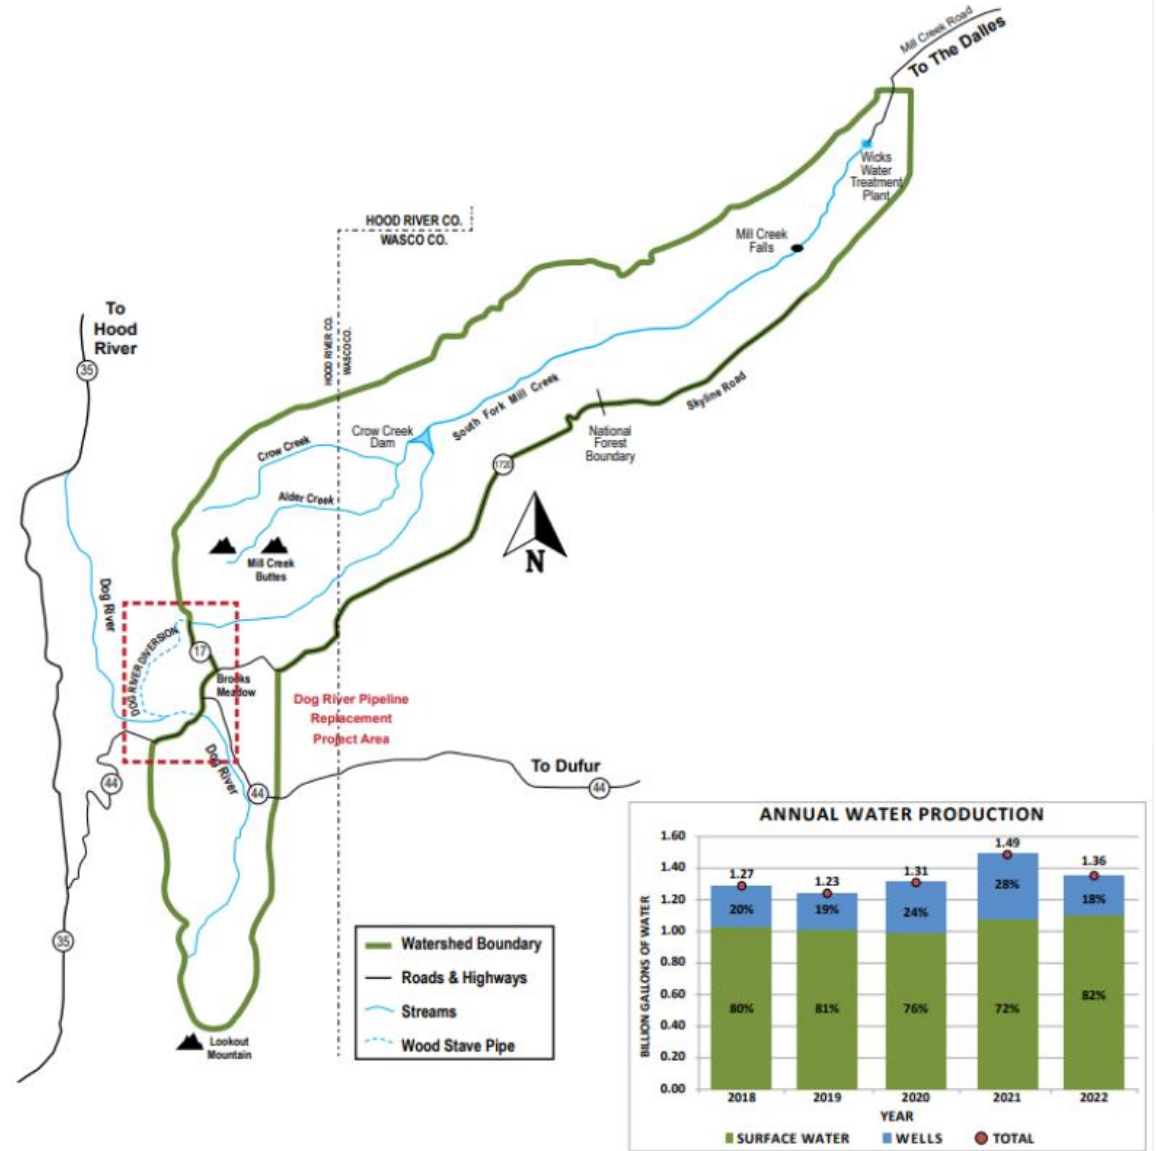 Mill Creek Road
To The Dalles
Wicks
Water
Treatment
Plant
Mill Creek
Falls
HOOD RIVER CO.
WASCO CO.
HOOD RIVER CO.
WASCO CO.
To
Hood
River
35
Crow Creek
Dam
South Fork Mill Creek
Skyline Road
National
Forest
Boundary
Crow Creek
1720
Alder Creek
N
Mill Creek
Buttes
Dog River
DOG RIVER DIVERSION
17
Brooks
Meadow
Dog River Pipeline
Replacement
Project Area
Dog River
44
44
To Dufur
44
35
Lookout
Mountain
Watershed Boundary
Roads & Highways
Streams
Wood Stave Pipe
ANNUAL WATER PRODUCTION
BILLION GALLONS OF WATER
1.60
1.40
1.20
1.00
0.80
0.60
0.40
0.20
0.00
1.27
1.23
1.31
1.49
1.36
20%
19%
24%
28%
18%
80%
81%
76%
72%
82%
2018
2019
2020
2021
2022
YEAR
SURFACE WATER
WELLS
TOTAL